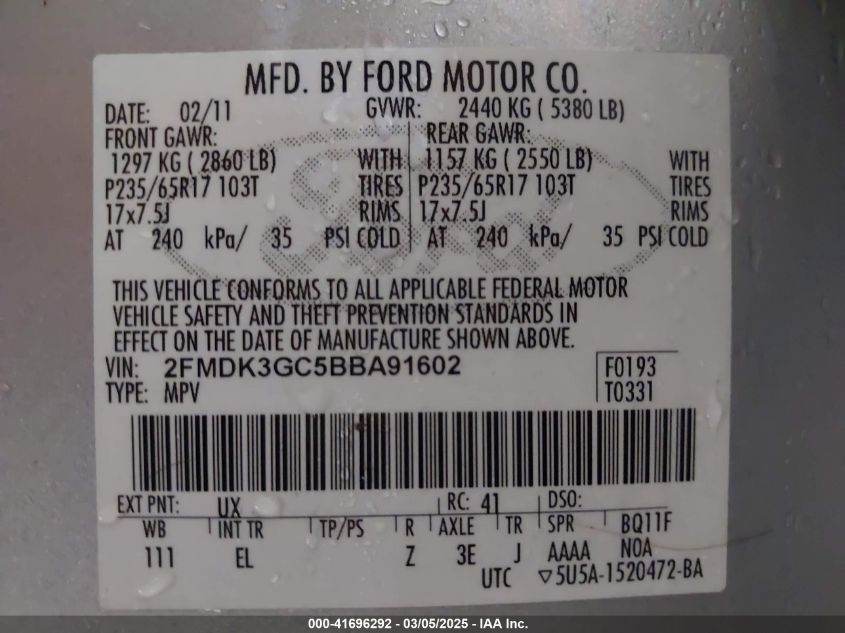 MFD. BY FORD MOTOR CO.
DATE: 02/11 GVWR: 2440 KG ( 5380 LB)
FRONT GAWR: REAR GAWR:
1297 KG ( 2860 LB) WITH 1157 KG ( 2550 LB) WITH
P235/65R17 103T TIRES P235/65R17 103T TIRES
17x7.5J RIMS 17x7.5J RIMS
AT 240 kPa/ 35 PSI COLD AT 240 kPa/ 35 PSI COLD
Ford
THIS VEHICLE CONFORMS TO ALL APPLICABLE FEDERAL MOTOR
VEHICLE SAFETY AND THEFT PREVENTION STANDARDS IN
EFFECT ON THE DATE OF MANUFACTURE SHOWN ABOVE.
VIN: 2FMDK3GC5BBA91602 F0193
TYPE: MPV T0331
EXT PNT: UX RC: 41 DSO:
WB INT TR TP/PS R AXLE TR SPR BQ11F
111 EL Z 3E J AAAA NOA
UTC ▽5U5A-1520472-BA
000-41696292 - 03/05/2025 - IAA Inc.